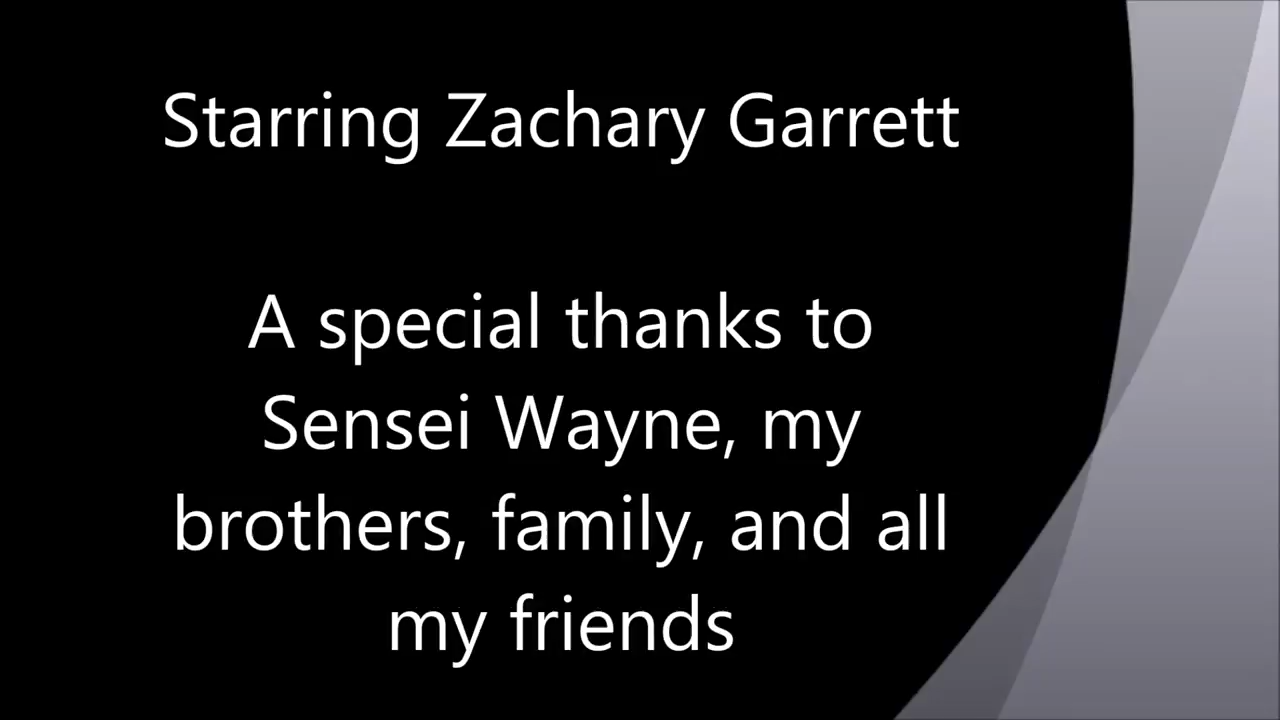 Starring Zachary Garrett
A special thanks to
Sensei Wayne, my
brothers, family, and all
my friends